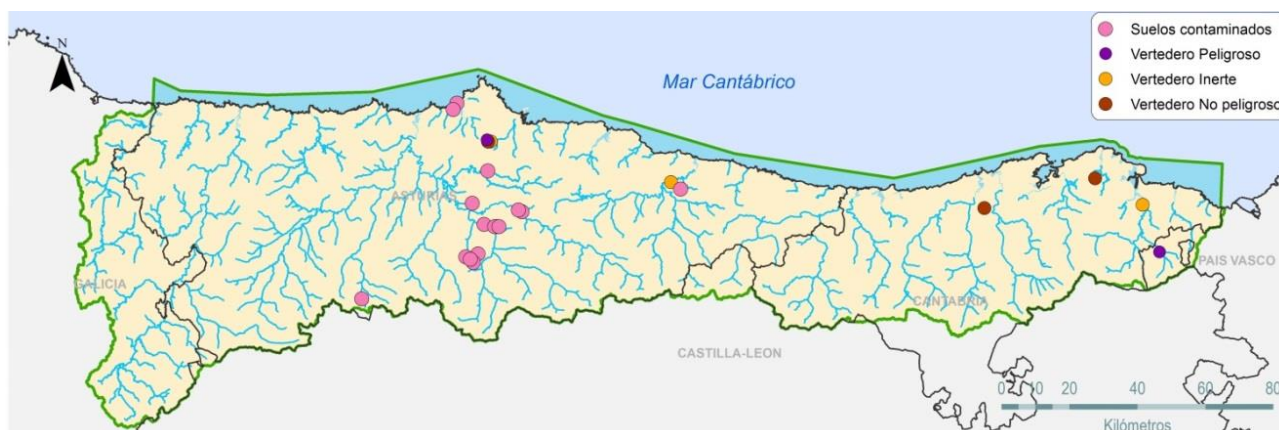 N
Mar Cantábrico
Suelos contaminados
Vertedero Peligroso
Vertedero Inerte
Vertedero No peligroso
ASTURIAS
GALICIA
CANTABRIA
PAIS VASCO
CASTILLA-LEON
0 10 20 40 60 80
Kilómetros